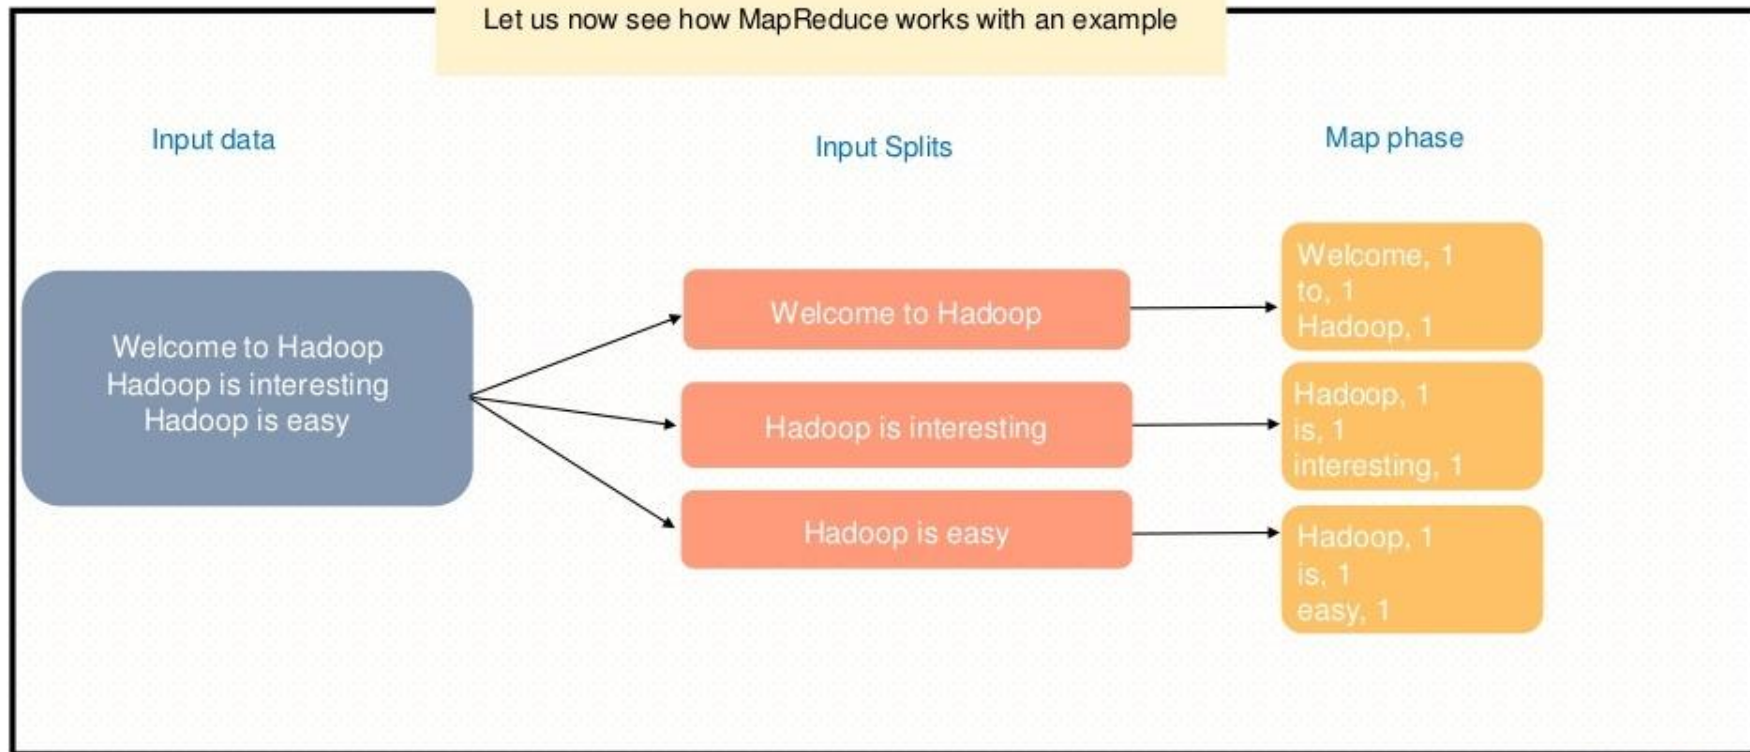 Let us now see how MapReduce works with an example
Input data
Input Splits
Map phase
Welcome to Hadoop
Hadoop is interesting
Hadoop is easy
Welcome to Hadoop
Hadoop is interesting
Hadoop is easy
Welcome, 1
to, 1
Hadoop, 1
Hadoop, 1
is, 1
interesting, 1
Hadoop, 1
is, 1
easy, 1